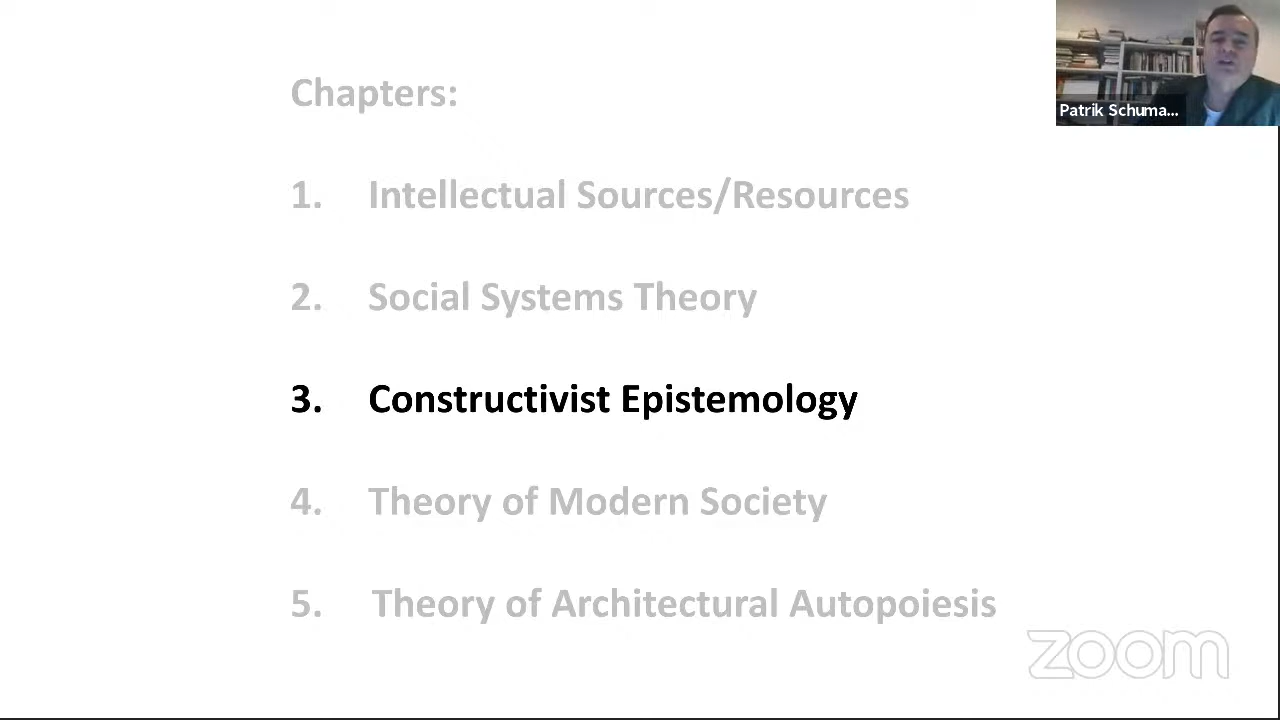 Chapters:
1. Intellectual Sources/Resources
2. Social Systems Theory
3. Constructivist Epistemology
4. Theory of Modern Society
5. Theory of Architectural Autopoiesis
Patrik Schuma...
zoom